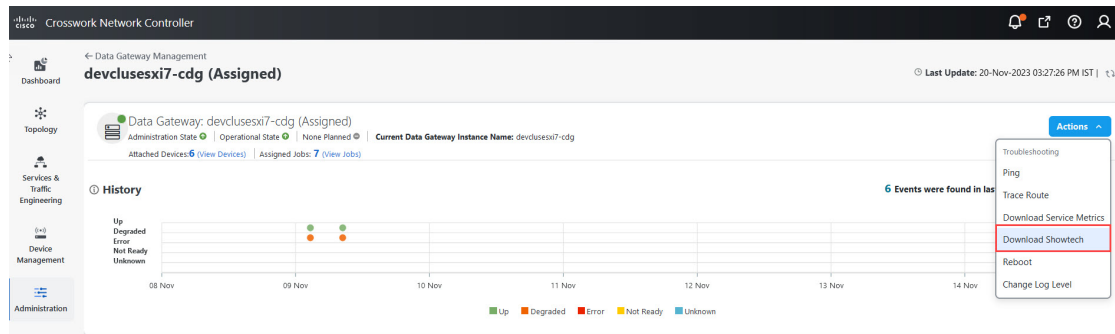 cisco Crosswork Network Controller
← Data Gateway Management
devclusesxi7-cdg (Assigned)
Last Update: 20-Nov-2023 03:27:26 PM IST |
Dashboard
Topology
Services &
Traffic
Engineering
Device
Management
Administration
Data Gateway: devclusesxi7-cdg (Assigned)
Administration State | Operational State | None Planned | Current Data Gateway Instance Name: devclusesxi7-cdg
Attached Devices:6 (View Devices) | Assigned Jobs: 7 (View Jobs)
Actions
Troubleshooting
Ping
Trace Route
Download Service Metrics
Download Showtech
Reboot
Change Log Level
History
6 Events were found in las
Up
Degraded
Error
Not Ready
Unknown
08 Nov 09 Nov 10 Nov 11 Nov 12 Nov 13 Nov 14 Nov
Up Degraded Error Not Ready Unknown